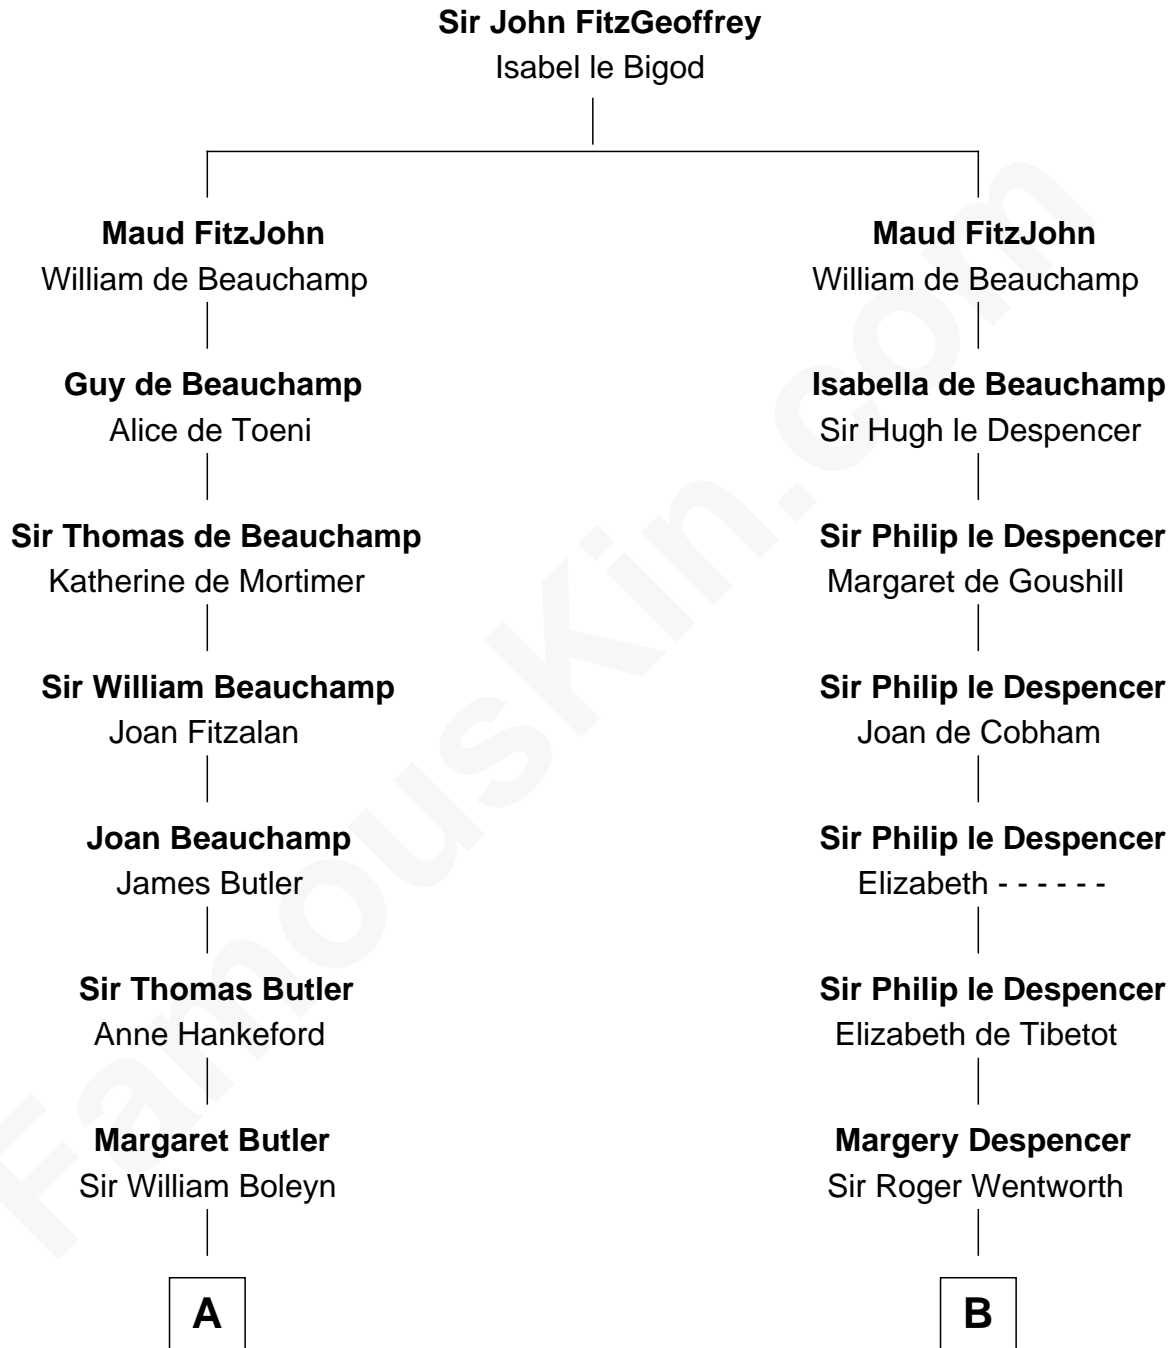 Sir John FitzGeoffrey
Isabel le Bigod
Maud FitzJohn
William de Beauchamp
Maud FitzJohn
William de Beauchamp
Guy de Beauchamp
Alice de Toeni
Isabella de Beauchamp
Sir Hugh le Despencer
Sir Thomas de Beauchamp
Katherine de Mortimer
Sir Philip le Despencer
Margaret de Goushill
Sir William Beauchamp
Joan Fitzalan
Sir Philip le Despencer
Joan de Cobham
Joan Beauchamp
James Butler
Sir Philip le Despencer
Elizabeth - - - - - -
Sir Thomas Butler
Anne Hankeford
Sir Philip le Despencer
Elizabeth de Tibetot
Margaret Butler
Sir William Boleyn
Margery Despencer
Sir Roger Wentworth
A
B
FamousKin.com